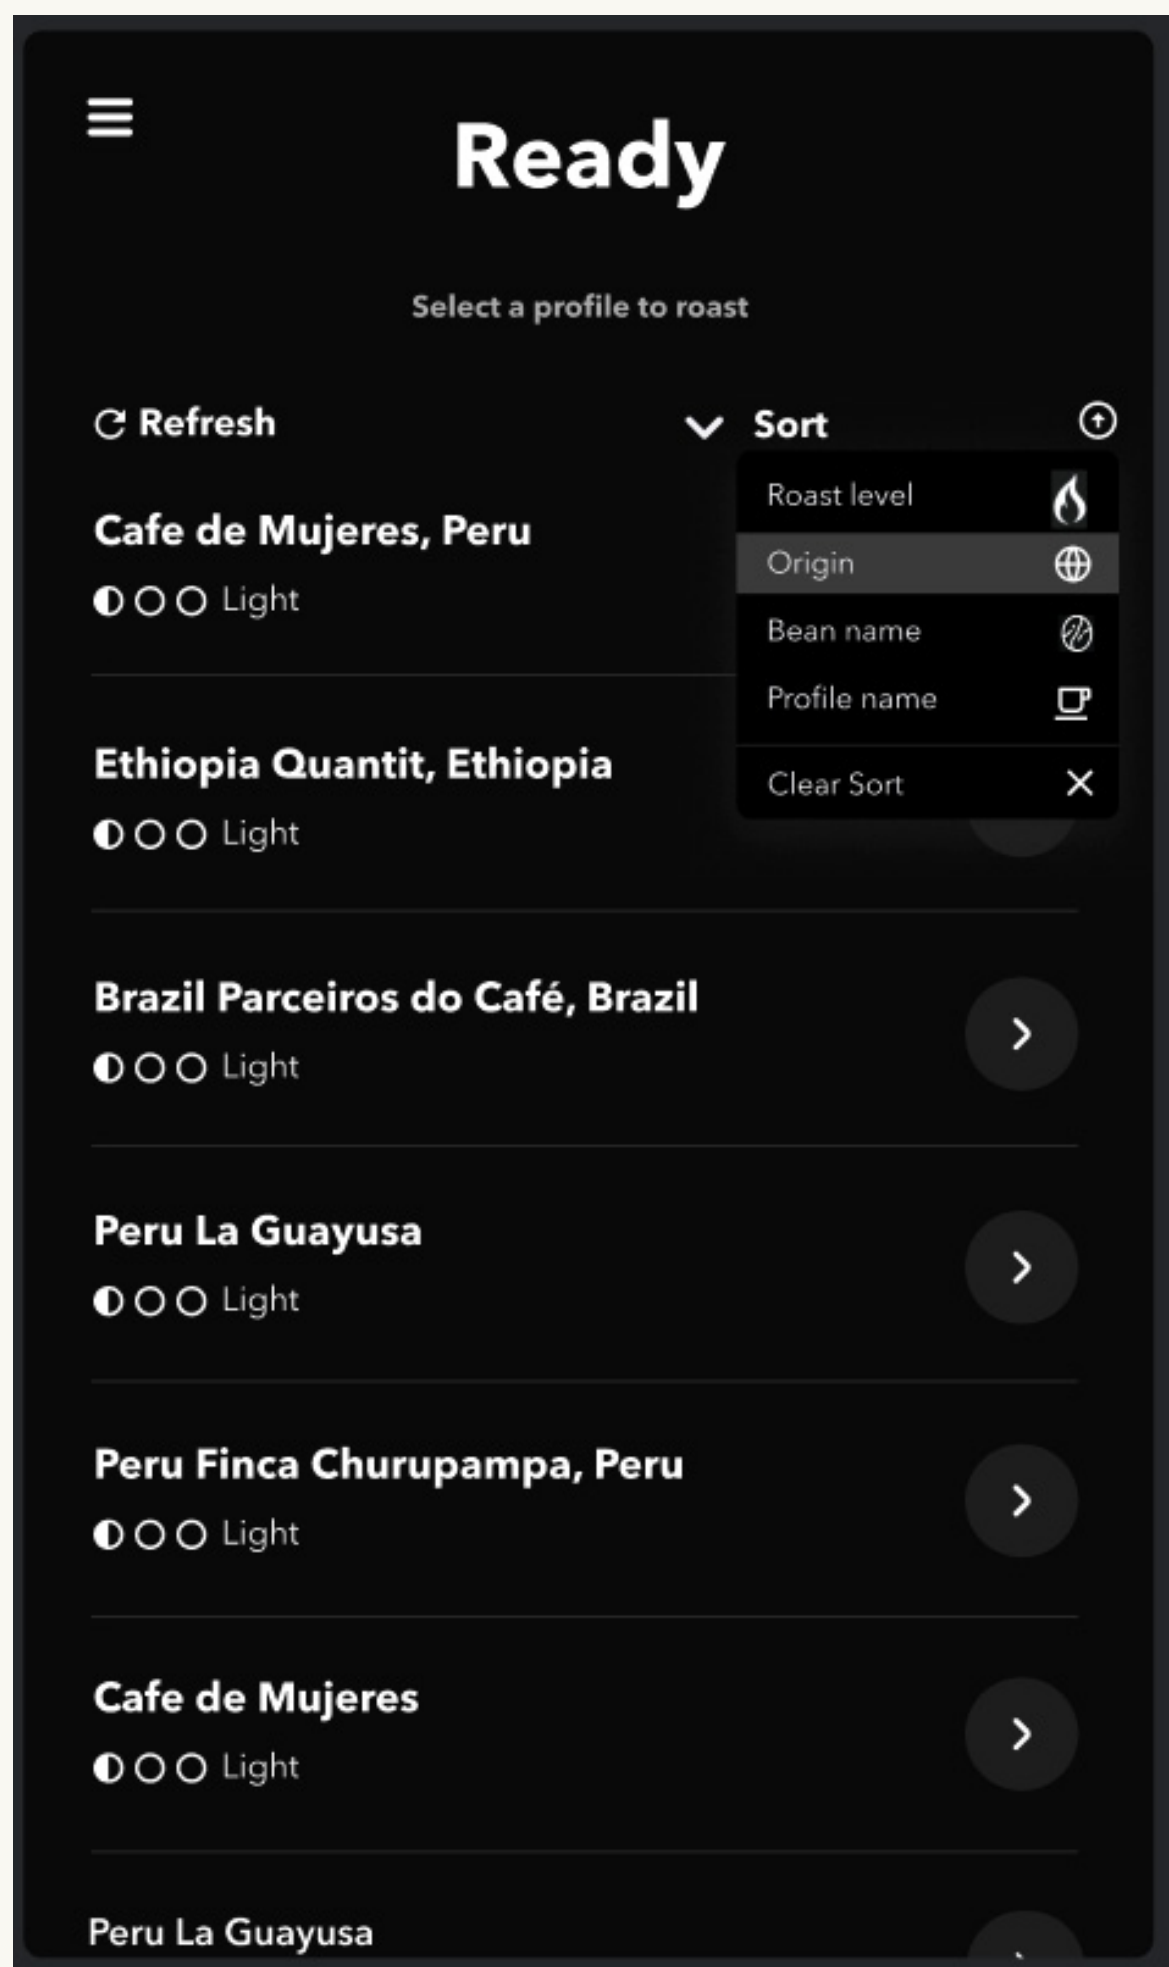 Ready
Select a profile to roast
Refresh
Sort
Roast level
Origin
Bean name
Profile name
Clear Sort
Cafe de Mujeres, Peru
Light
Ethiopia Quantit, Ethiopia
Light
Brazil Parceiros do Café, Brazil
Light
Peru La Guayusa
Light
Peru Finca Churupampa, Peru
Light
Cafe de Mujeres
Light
Peru La Guayusa